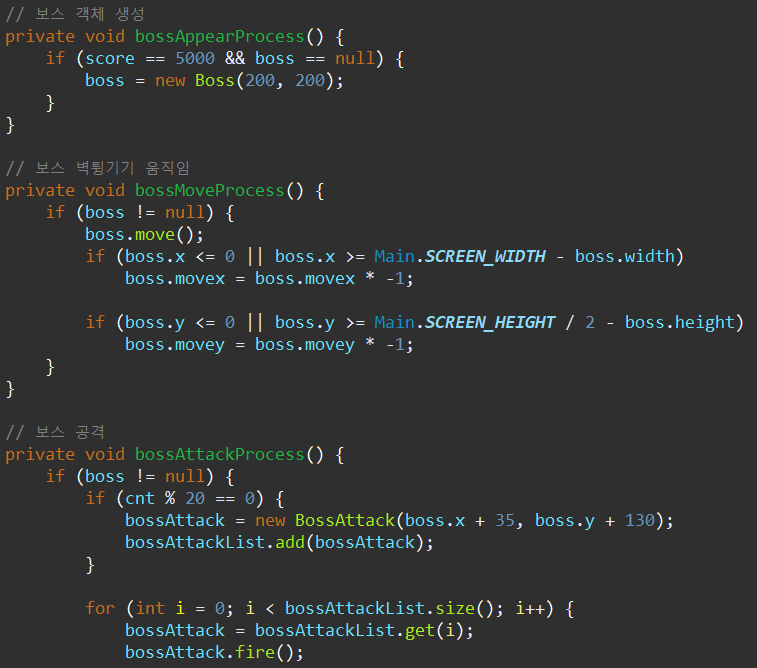 // 보스 객체 생성
private void bossAppearProcess() {
    if (score == 5000 && boss == null) {
        boss = new Boss(200, 200);
    }
}

// 보스 벽튕기기 움직임
private void bossMoveProcess() {
    if (boss != null) {
        boss.move();
        if (boss.x <= 0 || boss.x >= Main.SCREEN_WIDTH - boss.width)
            boss.movex = boss.movex * -1;

        if (boss.y <= 0 || boss.y >= Main.SCREEN_HEIGHT / 2 - boss.height)
            boss.movey = boss.movey * -1;
    }
}

// 보스 공격
private void bossAttackProcess() {
    if (boss != null) {
        if (cnt % 20 == 0) {
            bossAttack = new BossAttack(boss.x + 35, boss.y + 130);
            bossAttackList.add(bossAttack);
        }

        for (int i = 0; i < bossAttackList.size(); i++) {
            bossAttack = bossAttackList.get(i);
            bossAttack.fire();